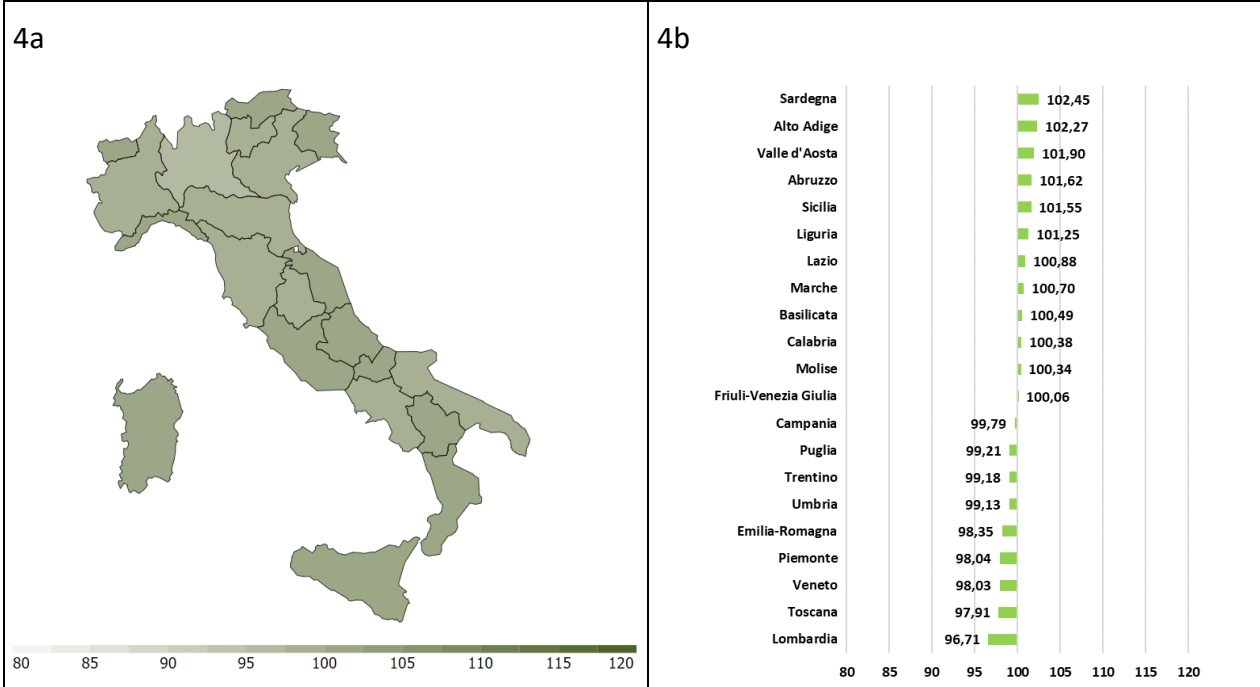 4a
80 85 90 95 100 105 110 115 120
4b
Sardegna 102,45
Alto Adige 102,27
Valle d'Aosta 101,90
Abruzzo 101,62
Sicilia 101,55
Liguria 101,25
Lazio 100,88
Marche 100,70
Basilicata 100,49
Calabria 100,38
Molise 100,34
Friuli-Venezia Giulia 100,06
Campania 99,79
Puglia 99,21
Trentino 99,18
Umbria 99,13
Emilia-Romagna 98,35
Piemonte 98,04
Veneto 98,03
Toscana 97,91
Lombardia 96,71
80 85 90 95 100 105 110 115 120